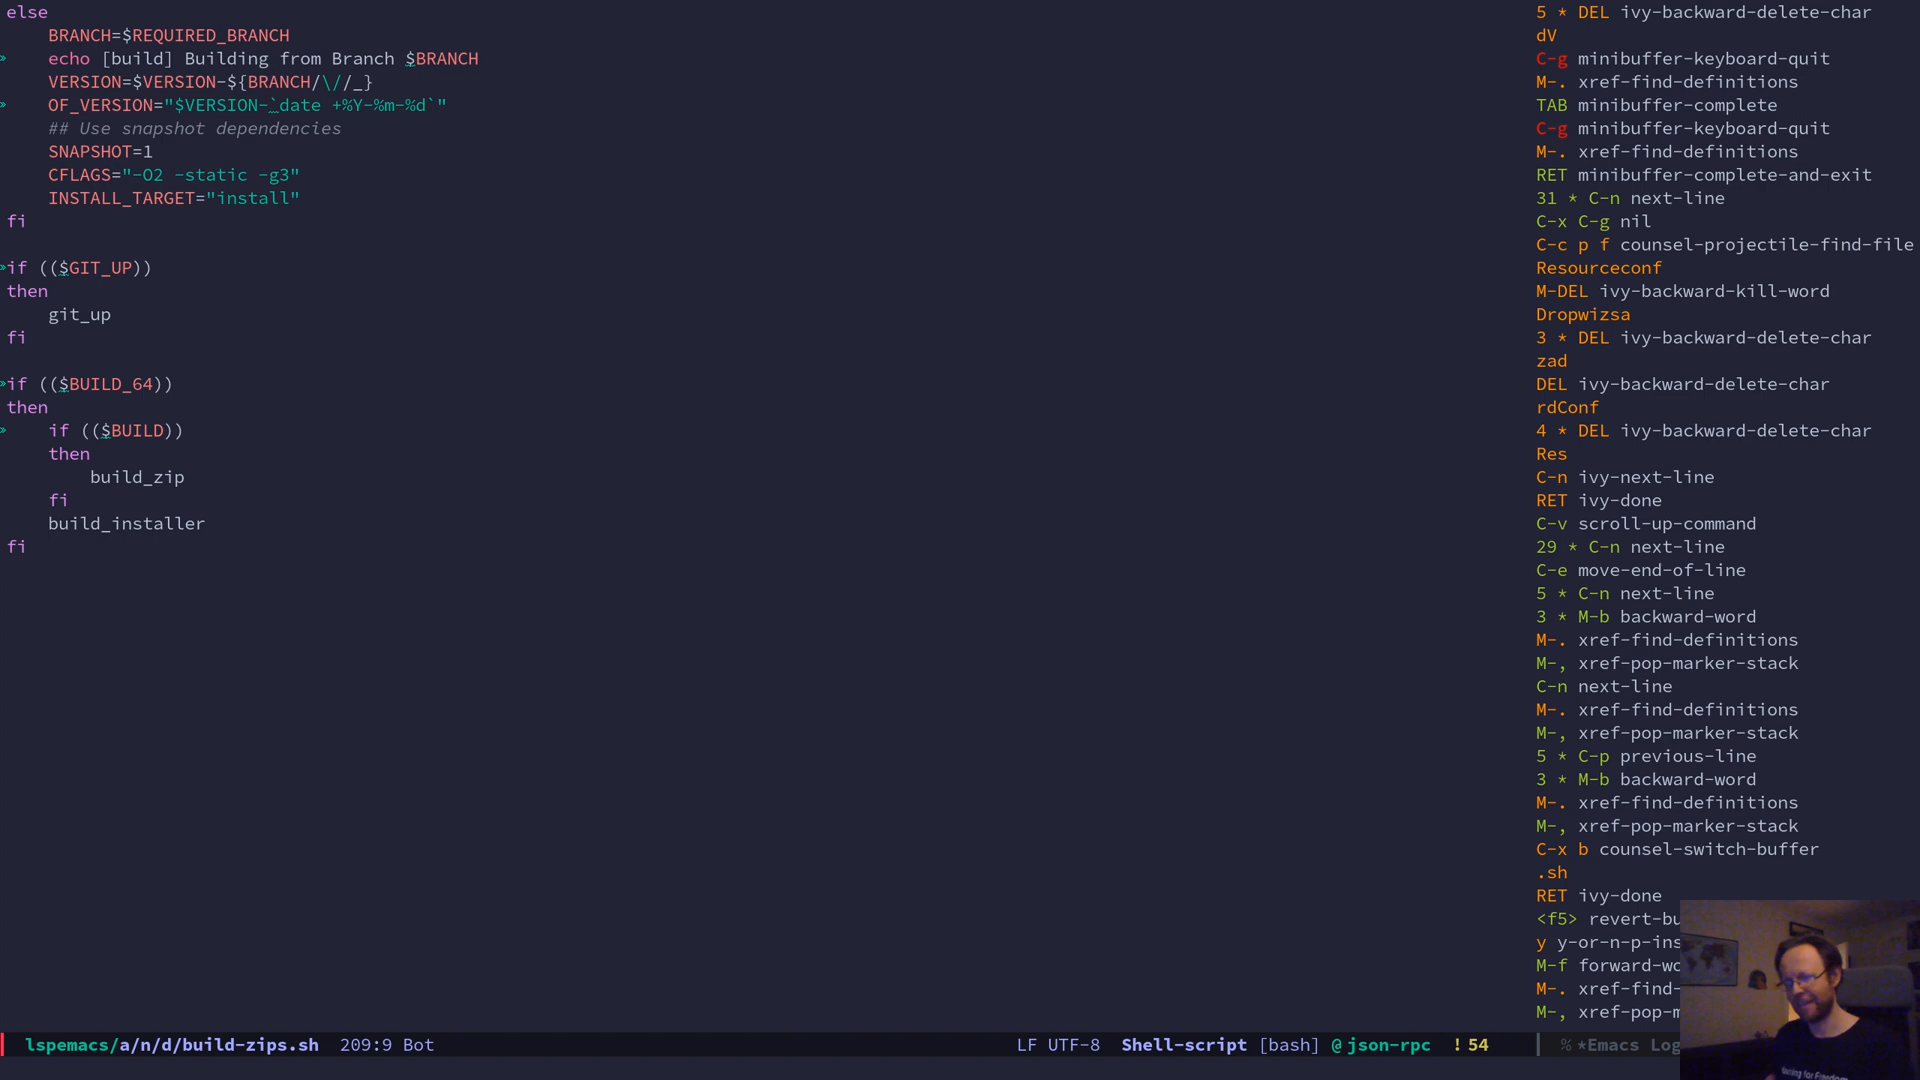 else
    BRANCH=$REQUIRED_BRANCH
    echo [build] Building from Branch $BRANCH
    VERSION=$VERSION-${BRANCH/\//_}
    OF_VERSION="$VERSION-`date +%Y-%m-%d`"
    ## Use snapshot dependencies
    SNAPSHOT=1
    CFLAGS="-O2 -static -g3"
    INSTALL_TARGET="install"
fi
if (($GIT_UP))
then
    git_up
fi
if (($BUILD_64))
then
    if (($BUILD))
    then
        build_zip
    fi
    build_installer
fi
lspemacs/a/n/d/build-zips.sh 209:9 Bot LF UTF-8 Shell-script [bash] @json-rpc !54
5 * DEL ivy-backward-delete-char
dV
C-g minibuffer-keyboard-quit
M-. xref-find-definitions
TAB minibuffer-complete
C-g minibuffer-keyboard-quit
M-. xref-find-definitions
RET minibuffer-complete-and-exit
31 * C-n next-line
C-x C-g nil
C-c p f counsel-projectile-find-file
Resourceconf
M-DEL ivy-backward-kill-word
Dropwizsa
3 * DEL ivy-backward-delete-char
zad
DEL ivy-backward-delete-char
rdConf
4 * DEL ivy-backward-delete-char
Res
C-n ivy-next-line
RET ivy-done
C-v scroll-up-command
29 * C-n next-line
C-e move-end-of-line
5 * C-n next-line
3 * M-b backward-word
M-. xref-find-definitions
M-, xref-pop-marker-stack
C-n next-line
M-. xref-find-definitions
M-, xref-pop-marker-stack
5 * C-p previous-line
3 * M-b backward-word
M-. xref-find-definitions
M-, xref-pop-marker-stack
C-x b counsel-switch-buffer
.sh
RET ivy-done
<f5> revert-bu
y y-or-n-p-ins
M-f forward-wo
M-. xref-find-
M-, xref-pop-m
% *Emacs Log